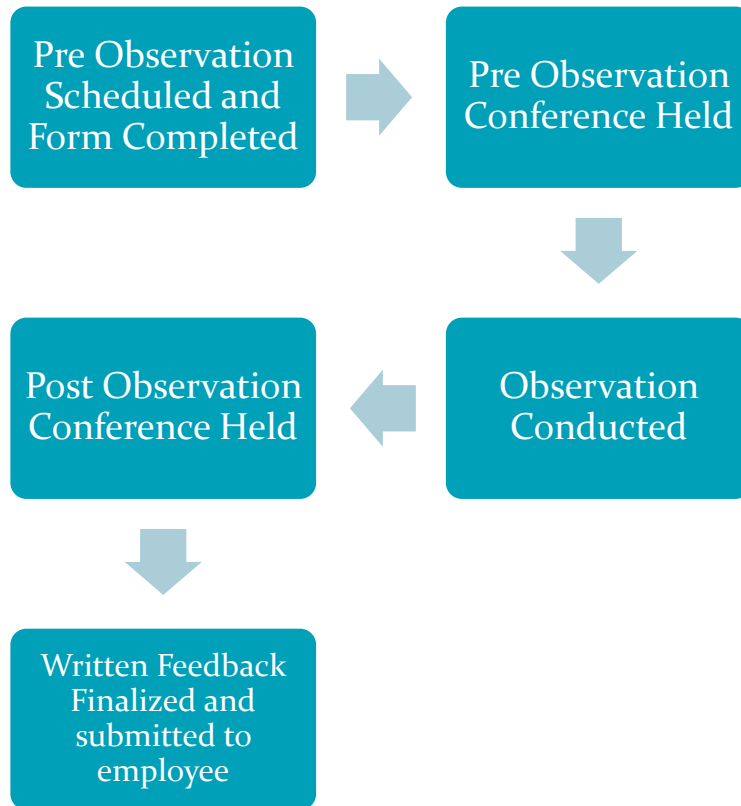 Pre Observation
Scheduled and
Form Completed
Pre Observation
Conference Held
Observation
Conducted
Post Observation
Conference Held
Written Feedback
Finalized and
submitted to
employee